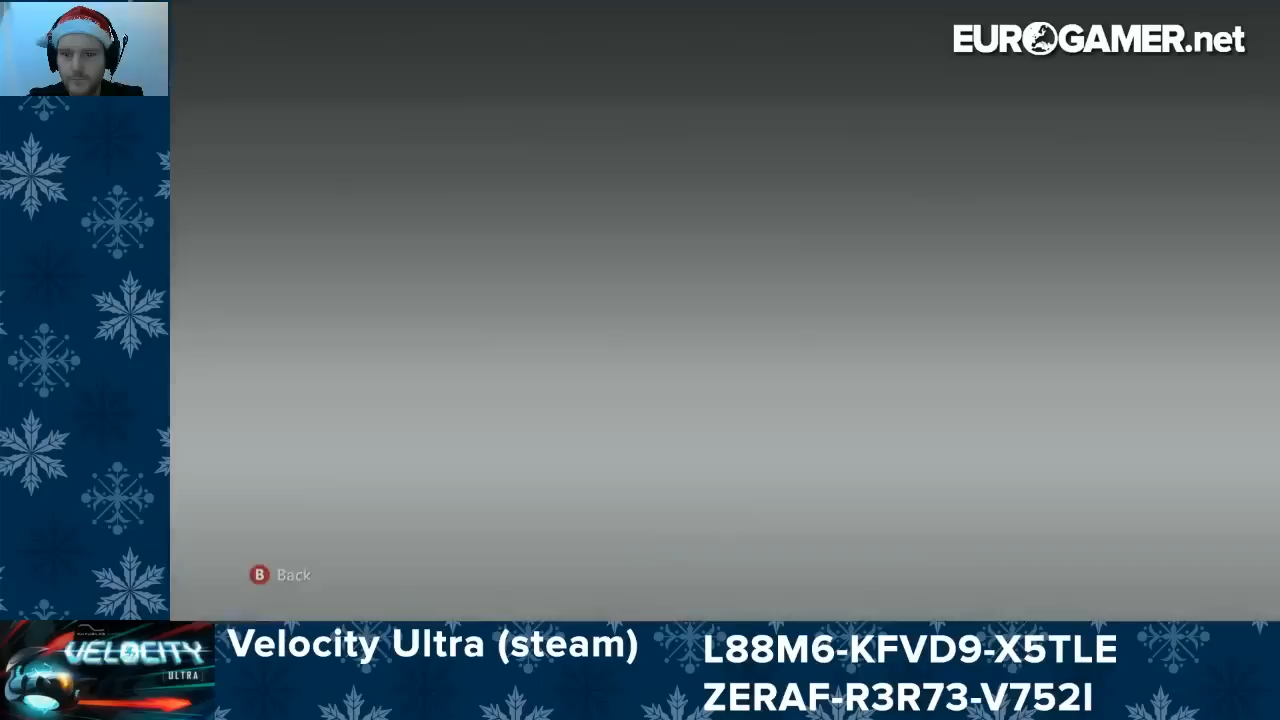 EUROGAMER.net
B Back
VELOCITY
ULTRA
Velocity Ultra (steam)
L88M6-KFVD9-X5TLE
ZERAF-R3R73-V752I